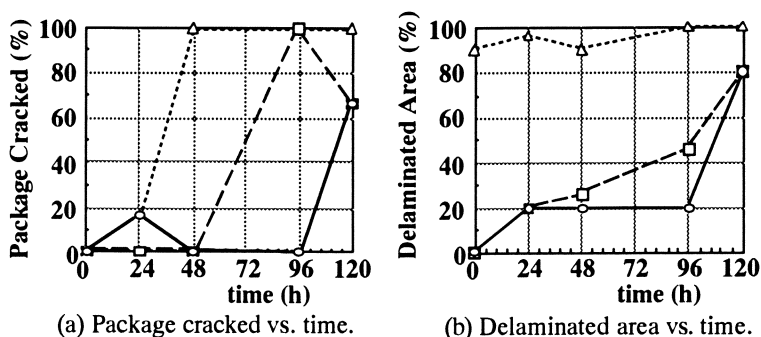 Package Cracked (%)
100
80
60
40
20
0
0 24 48 72 96 120
time (h)
(a) Package cracked vs. time.
Delaminated Area (%)
100
80
60
40
20
0
0 24 48 72 96 120
time (h)
(b) Delaminated area vs. time.